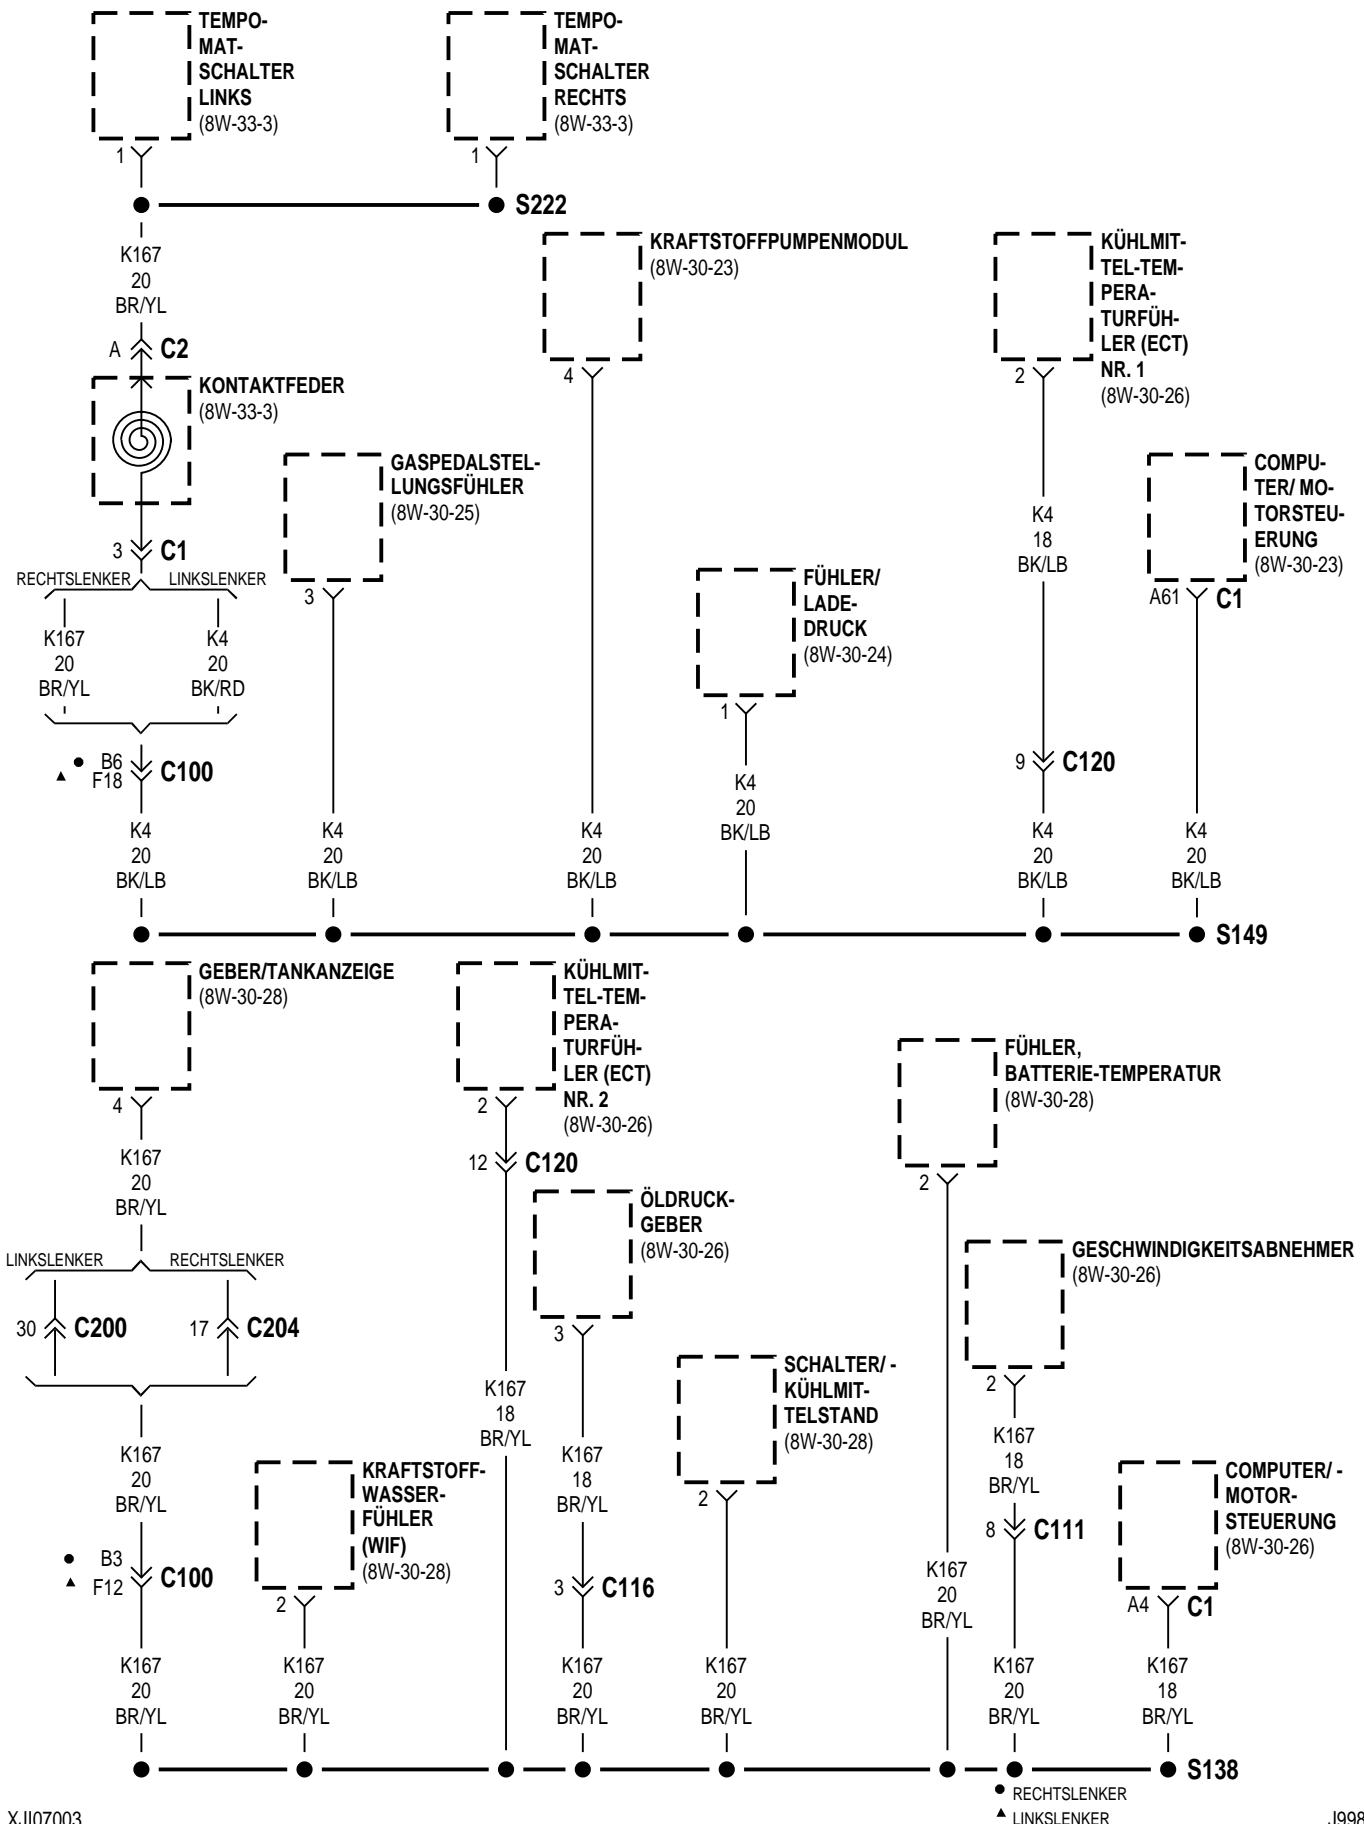 TEMPO-
MAT-
SCHALTER
LINKS
(8W-33-3)
1
TEMPO-
MAT-
SCHALTER
RECHTS
(8W-33-3)
1
S222
K167
20
BR/YL
A
C2
KONTAKTFEDER
(8W-33-3)
3
C1
RECHTSLENKER
LINKSLENKER
K167
20
BR/YL
K4
20
BK/RD
B6
F18
C100
K4
20
BK/LB
GASPEDALSTEL-
LUNGSFÜHLER
(8W-30-25)
3
K4
20
BK/LB
KRAFTSTOFFPUMPENMODUL
(8W-30-23)
4
K4
20
BK/LB
FÜHLER/
LADE-
DRUCK
(8W-30-24)
1
K4
20
BK/LB
KÜHLMIT-
TEL-TEM-
PERA-
TURFÜH-
LER (ECT)
NR. 1
(8W-30-26)
2
K4
18
BK/LB
9
C120
K4
20
BK/LB
COMPU-
TER/ MO-
TORSTEU-
ERUNG
(8W-30-23)
A61
C1
K4
20
BK/LB
S149
GEBER/TANKANZEIGE
(8W-30-28)
4
K167
20
BR/YL
LINKSLENKER
RECHTSLENKER
30
C200
17
C204
K167
20
BR/YL
B3
F12
C100
K167
20
BR/YL
KRAFTSTOFF-
WASSER-
FÜHLER
(WIF)
(8W-30-28)
2
K167
20
BR/YL
KÜHLMIT-
TEL-TEM-
PERA-
TURFÜH-
LER (ECT)
NR. 2
(8W-30-26)
2
12
C120
K167
18
BR/YL
ÖLDRUCK-
GEBER
(8W-30-26)
3
K167
18
BR/YL
3
C116
K167
20
BR/YL
SCHALTER/ -
KÜHLMIT-
TELSTAND
(8W-30-28)
2
K167
20
BR/YL
FÜHLER,
BATTERIE-TEMPERATUR
(8W-30-28)
2
K167
20
BR/YL
GESCHWINDIGKEITSABNEHMER
(8W-30-26)
2
K167
18
BR/YL
8
C111
K167
20
BR/YL
COMPUTER/ -
MOTOR-
STEUERUNG
(8W-30-26)
A4
C1
K167
18
BR/YL
S138
● RECHTSLENKER
▲ LINKSLENKER
XJI07003
J998